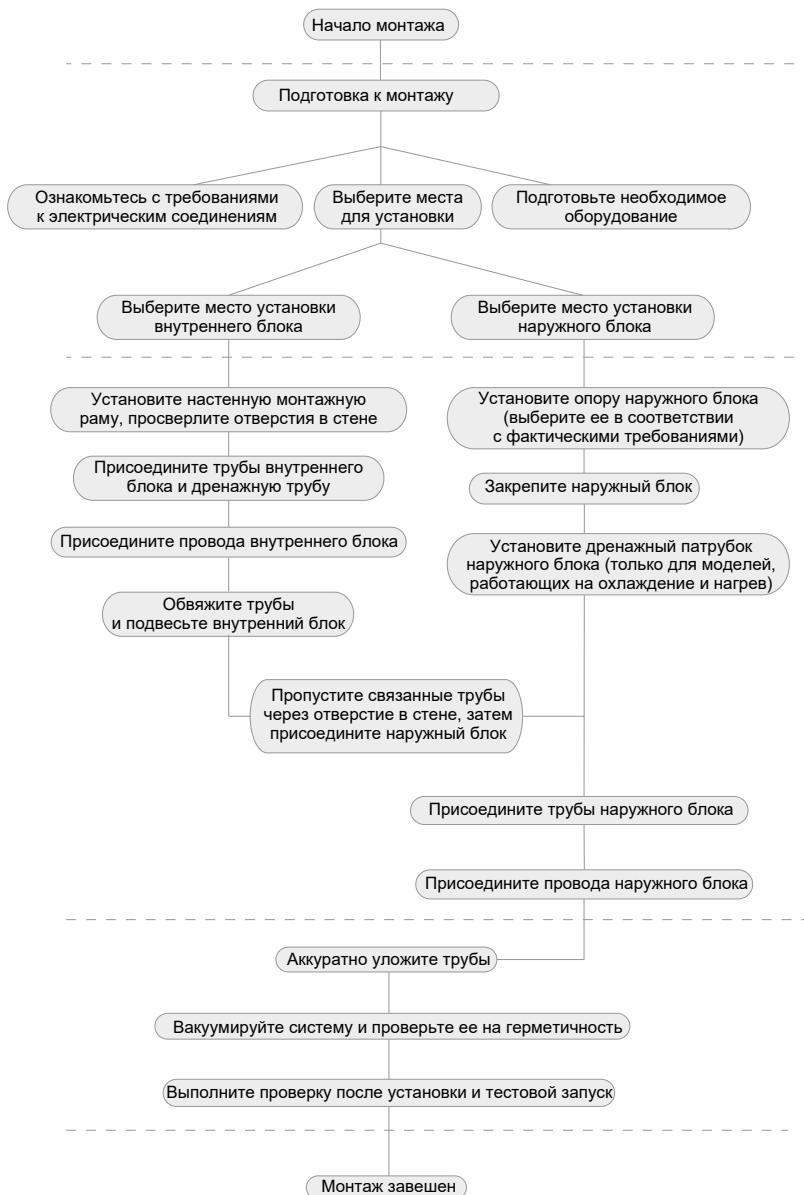 Начало монтажа
Подготовка к монтажу
Ознакомьтесь с требованиями
к электрическим соединениям
Выберите места
для установки
Подготовьте необходимое
оборудование
Выберите место установки
внутреннего блока
Выберите место установки
наружного блока
Установите настенную монтажную
раму, просверлите отверстия в стене
Присоедините трубы внутреннего
блока и дренажную трубу
Присоедините провода внутреннего блока
Обвяжите трубы
и подвесьте внутренний блок
Установите опору наружного блока
(выберите ее в соответствии
с фактическими требованиями)
Закрепите наружный блок
Установите дренажный патрубок
наружного блока (только для моделей,
работающих на охлаждение и нагрев)
Пропустите связанные трубы
через отверстие в стене, затем
присоедините наружный блок
Присоедините трубы наружного блока
Присоедините провода наружного блока
Аккуратно уложите трубы
Вакуумируйте систему и проверьте ее на герметичность
Выполните проверку после установки и тестовой запуск
Монтаж завешен